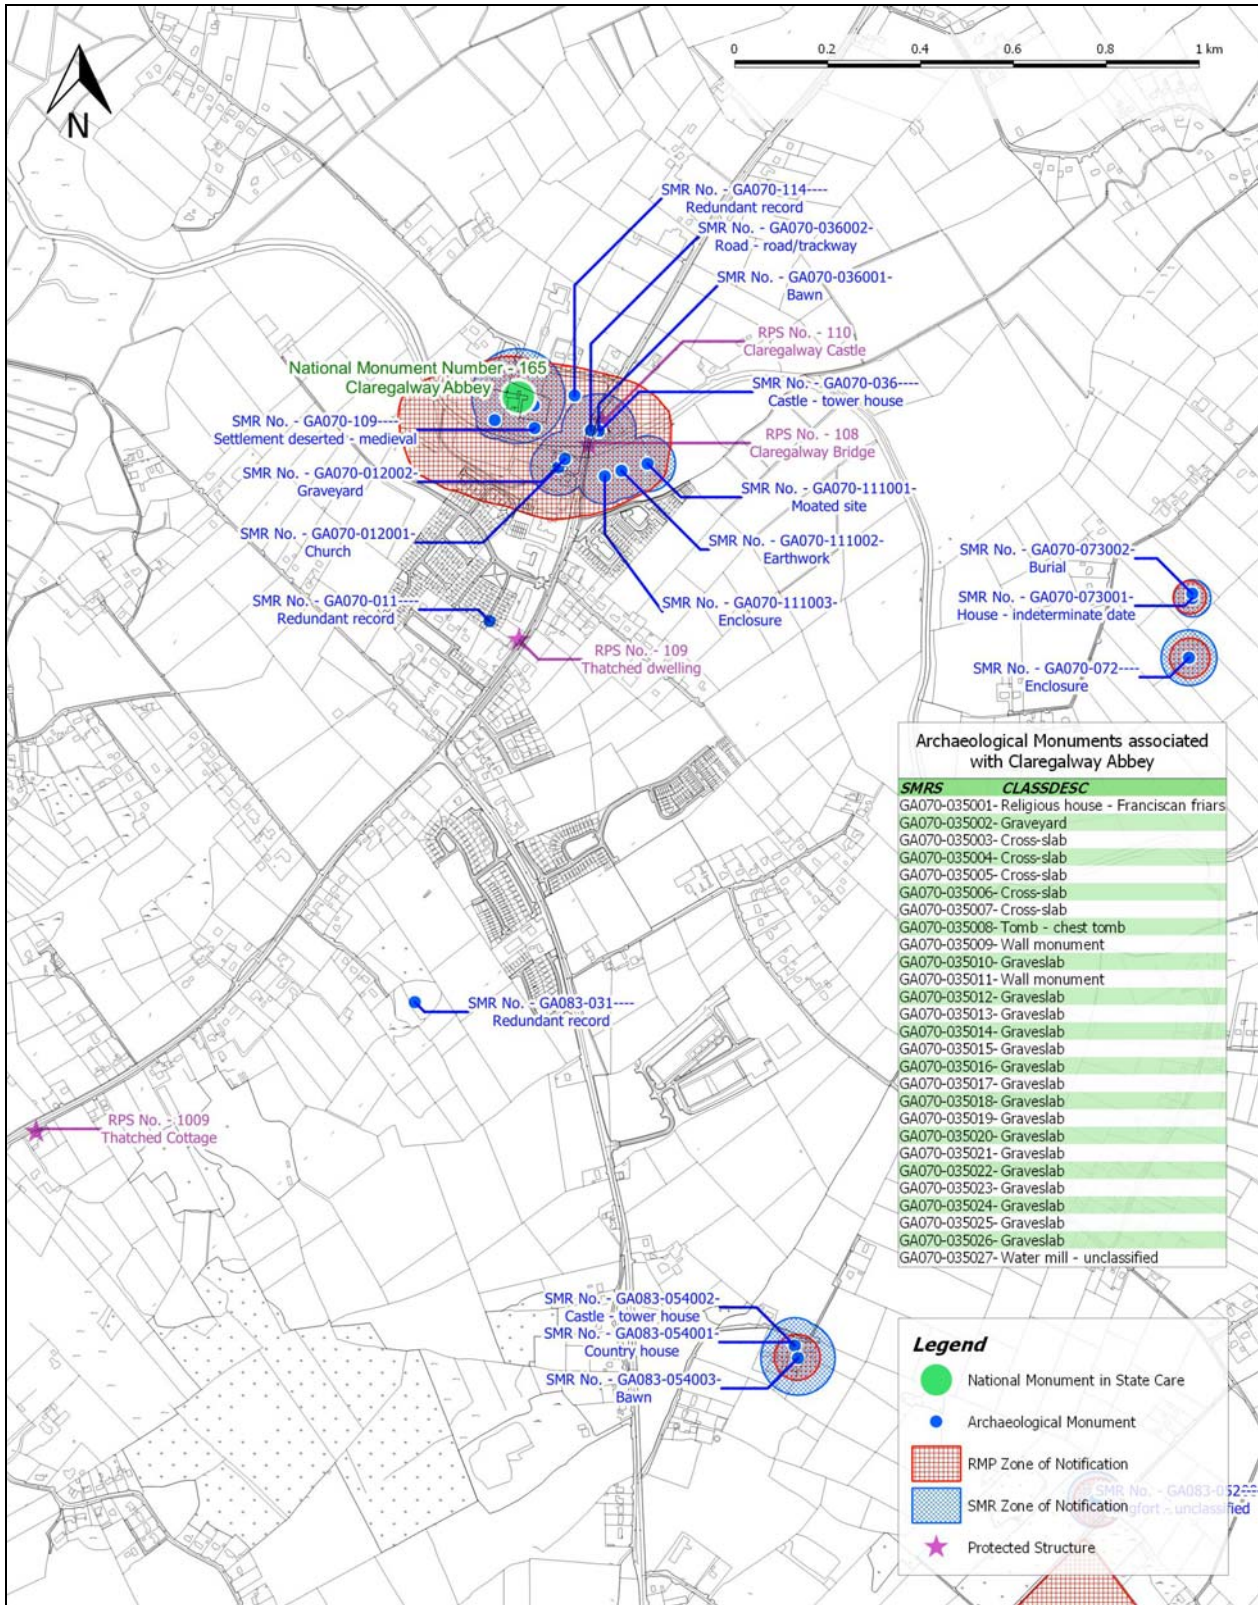 0 0.2 0.4 0.6 0.8 1 km
N
SMR No. - GA070-114----
Redundant record
SMR No. - GA070-036002-
Road - road/trackway
SMR No. - GA070-036001-
Bawn
RPS No. - 110
Claregalway Castle
National Monument Number - 165
Claregalway Abbey
SMR No. - GA070-036----
Castle - tower house
SMR No. - GA070-109----
Settlement deserted - medieval
RPS No. - 108
Claregalway Bridge
SMR No. - GA070-012002-
Graveyard
SMR No. - GA070-111001-
Moated site
SMR No. - GA070-012001-
Church
SMR No. - GA070-111002-
Earthwork
SMR No. - GA070-073002-
Burial
SMR No. - GA070-011----
Redundant record
SMR No. - GA070-111003-
Enclosure
SMR No. - GA070-073001-
House - indeterminate date
RPS No. - 109
Thatched dwelling
SMR No. - GA070-072----
Enclosure
Archaeological Monuments associated
with Claregalway Abbey
SMRS CLASSDESC
GA070-035001- Religious house - Franciscan friars
GA070-035002- Graveyard
GA070-035003- Cross-slab
GA070-035004- Cross-slab
GA070-035005- Cross-slab
GA070-035006- Cross-slab
GA070-035007- Cross-slab
GA070-035008- Tomb - chest tomb
GA070-035009- Wall monument
GA070-035010- Graveslab
GA070-035011- Wall monument
GA070-035012- Graveslab
GA070-035013- Graveslab
GA070-035014- Graveslab
GA070-035015- Graveslab
GA070-035016- Graveslab
GA070-035017- Graveslab
GA070-035018- Graveslab
GA070-035019- Graveslab
GA070-035020- Graveslab
GA070-035021- Graveslab
GA070-035022- Graveslab
GA070-035023- Graveslab
GA070-035024- Graveslab
GA070-035025- Graveslab
GA070-035026- Graveslab
GA070-035027- Water mill - unclassified
SMR No. - GA083-031----
Redundant record
RPS No. - 1009
Thatched Cottage
SMR No. - GA083-054002-
Castle - tower house
SMR No. - GA083-054001-
Country house
SMR No. - GA083-054003-
Bawn
Legend
National Monument in State Care
Archaeological Monument
RMP Zone of Notification
SMR Zone of Notification
Protected Structure
SMR No. - GA083-
unclassified